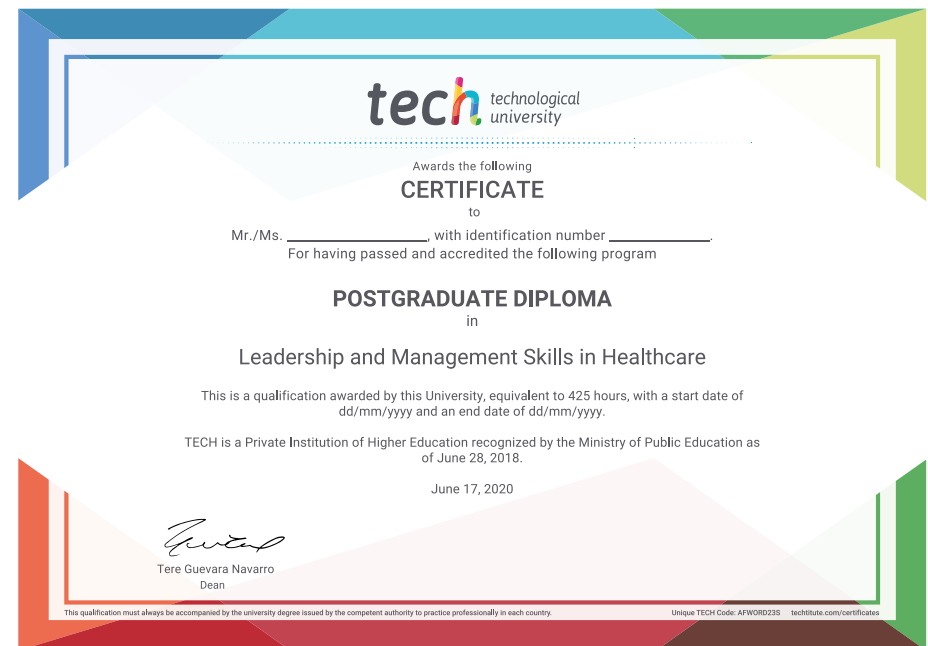 tech technological
university
Awards the following
CERTIFICATE
to
Mr./Ms. ____________, with identification number ____________.
For having passed and accredited the following program
POSTGRADUATE DIPLOMA
in
Leadership and Management Skills in Healthcare
This is a qualification awarded by this University, equivalent to 425 hours, with a start date of
dd/mm/yyyy and an end date of dd/mm/yyyy.
TECH is a Private Institution of Higher Education recognized by the Ministry of Public Education as
of June 28, 2018.
June 17, 2020
Tere Guevara Navarro
Dean
This qualification must always be accompanied by the university degree issued by the competent authority to practice professionally in each country.
Unique TECH Code: AFWORD23S techtitute.com/certificates